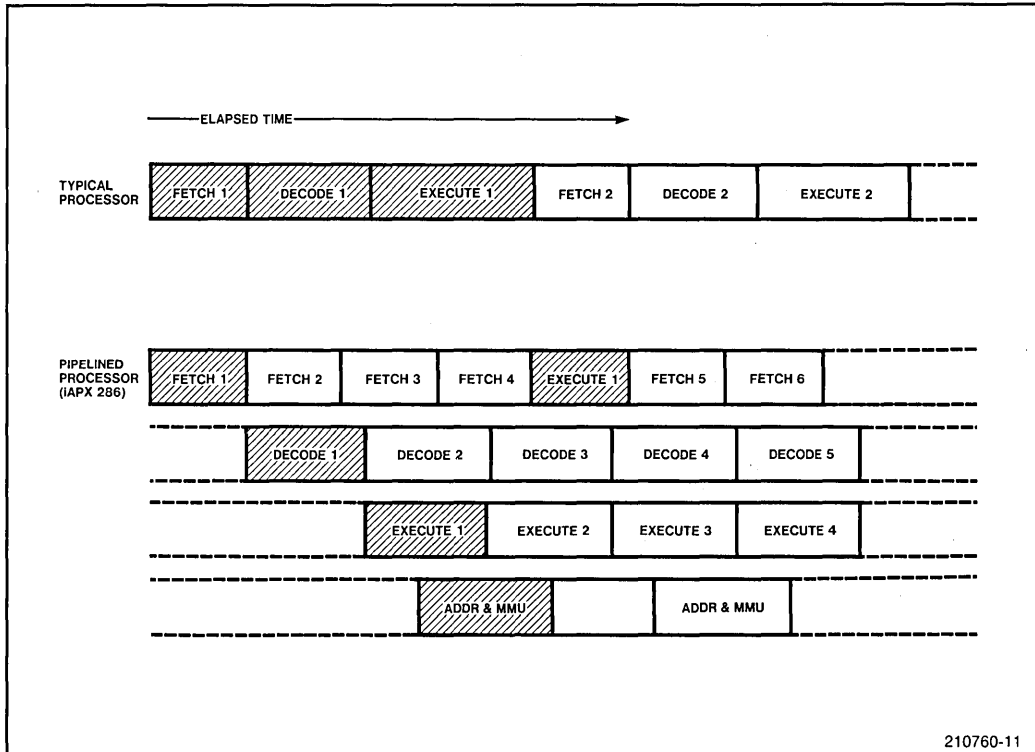 ELAPSED TIME
TYPICAL
PROCESSOR
FETCH 1 DECODE 1 EXECUTE 1 FETCH 2 DECODE 2 EXECUTE 2
PIPELINED
PROCESSOR
(iAPX 286)
FETCH 1 FETCH 2 FETCH 3 FETCH 4 EXECUTE 1 FETCH 5 FETCH 6
DECODE 1 DECODE 2 DECODE 3 DECODE 4 DECODE 5
EXECUTE 1 EXECUTE 2 EXECUTE 3 EXECUTE 4
ADDR & MMU ADDR & MMU
210760-11